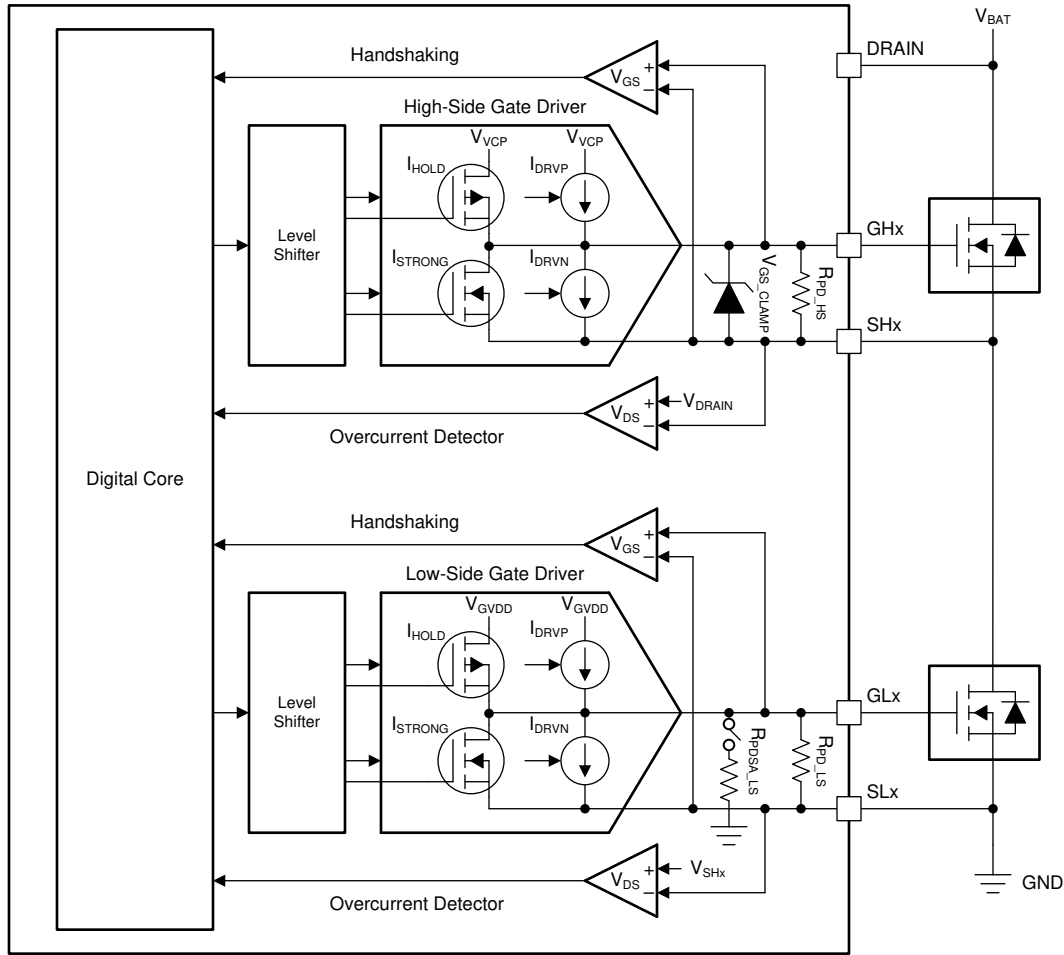 V_BAT
DRAIN
Handshaking
V_GS
+
–
High-Side Gate Driver
V_VCP
V_VCP
I_HOLD
I_DRVP
Level
Shifter
GHx
I_STRONG
I_DRVN
V_GS_CLAMP
R_PD_HS
SHx
V_DS
+
–
V_DRAIN
Overcurrent Detector
Digital Core
Handshaking
V_GS
+
–
Low-Side Gate Driver
V_GVDD
V_GVDD
I_HOLD
I_DRVP
Level
Shifter
GLx
I_STRONG
I_DRVN
R_PDSA_LS
R_PD_LS
SLx
V_DS
+
–
V_SHx
Overcurrent Detector
GND